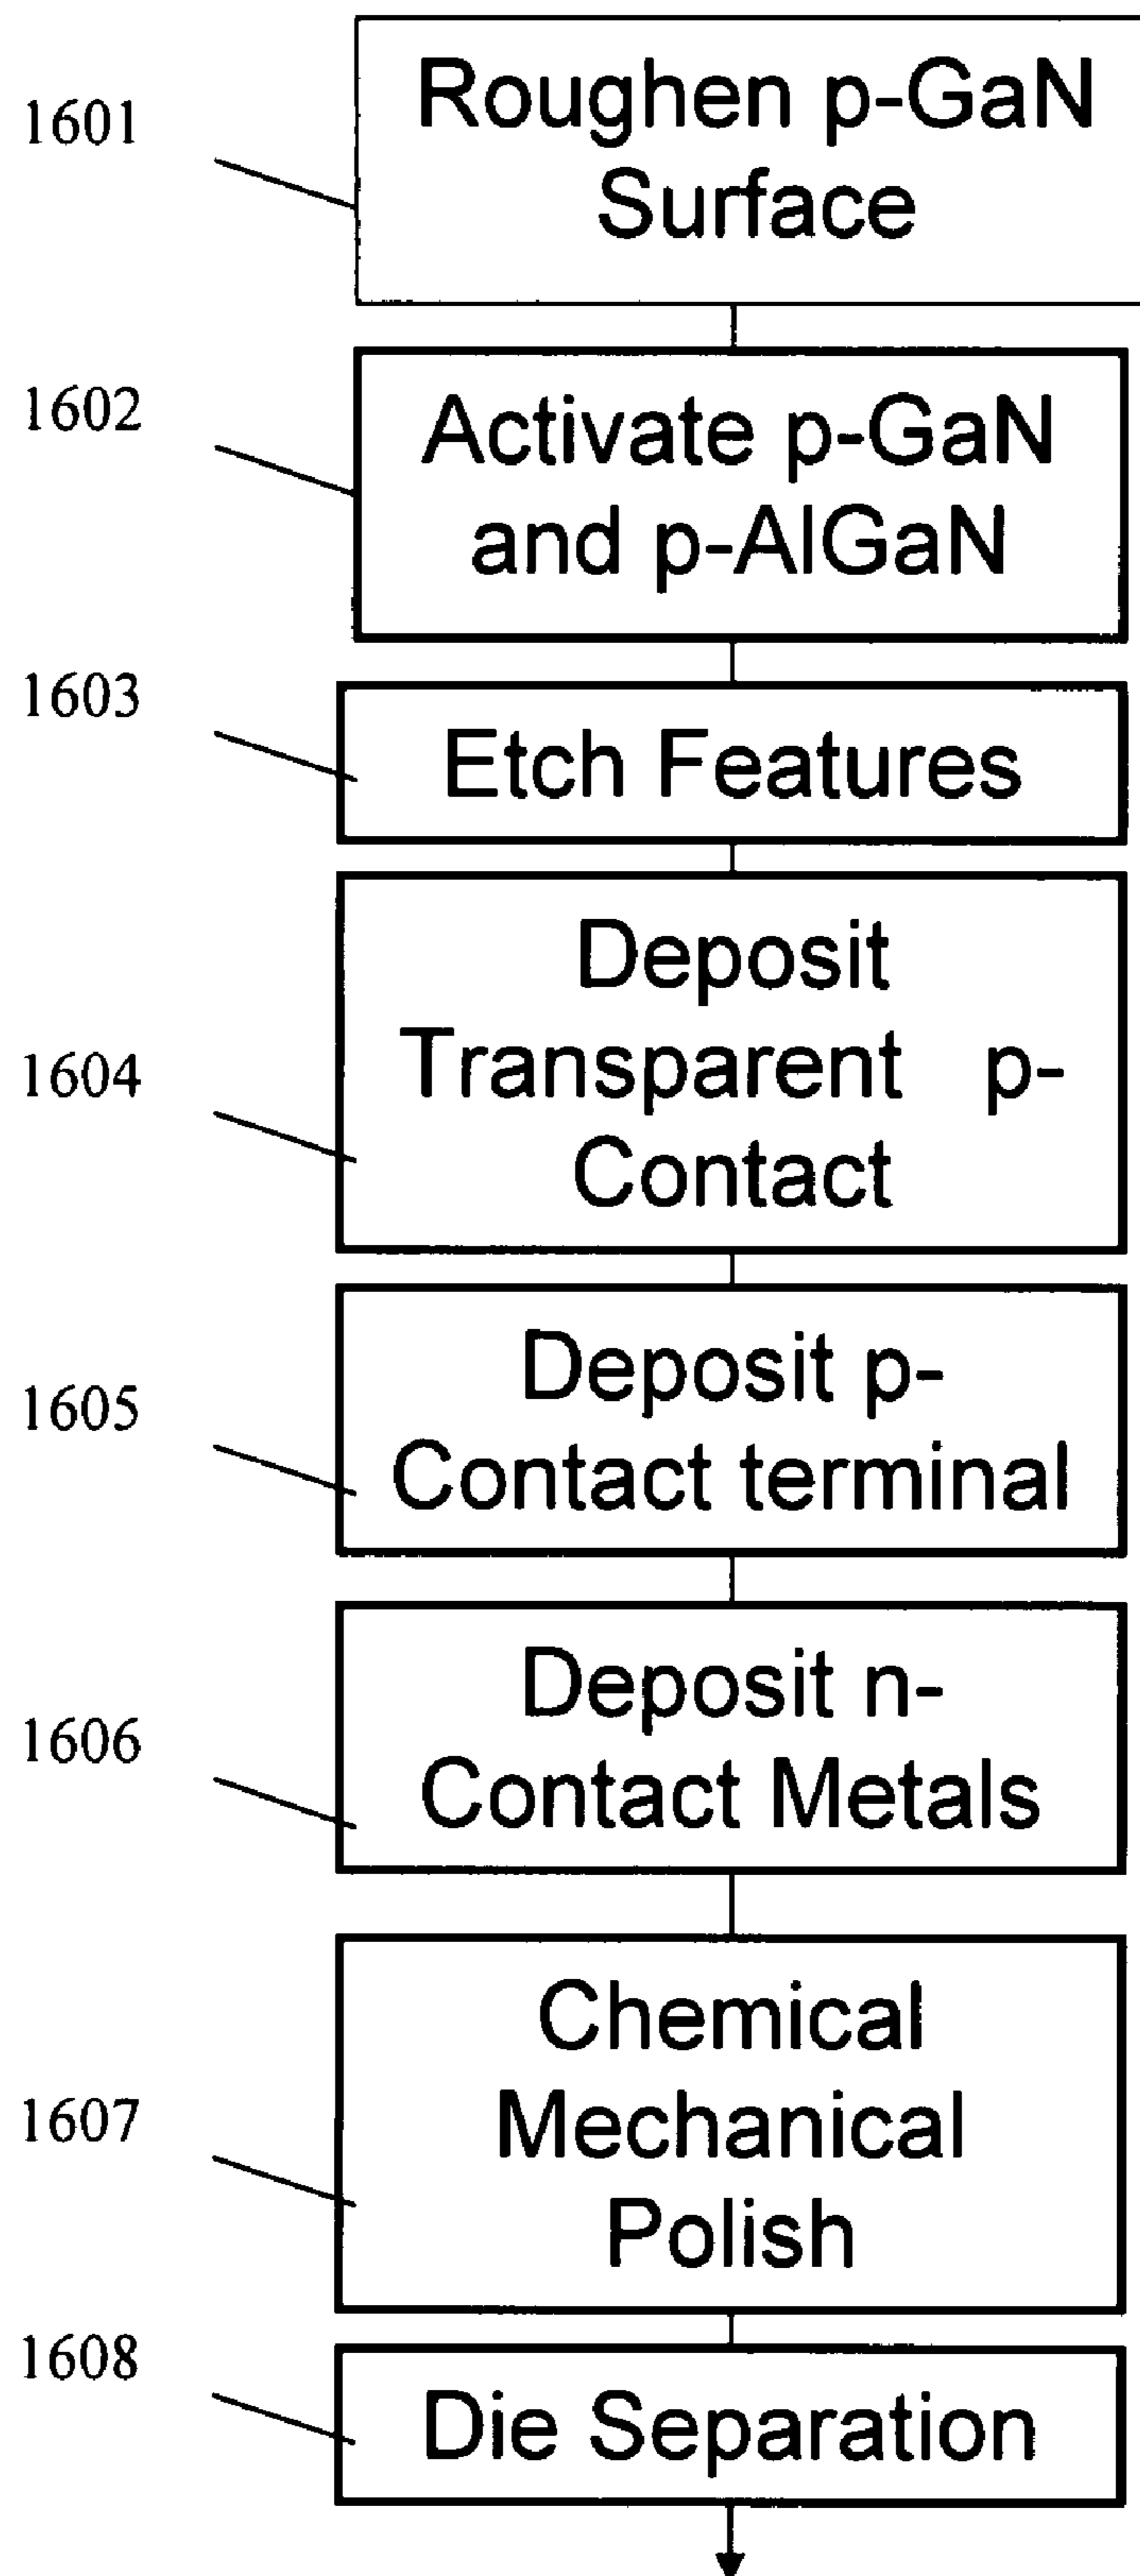 1601
Roughen p-GaN
Surface
1602
Activate p-GaN
and p-AlGaN
1603
Etch Features
Deposit
1604
Transparent p-
Contact
Deposit p-
1605
Contact terminal
Deposit n-
1606
Contact Metals
Chemical
1607
Mechanical
Polish
1608
Die Separation